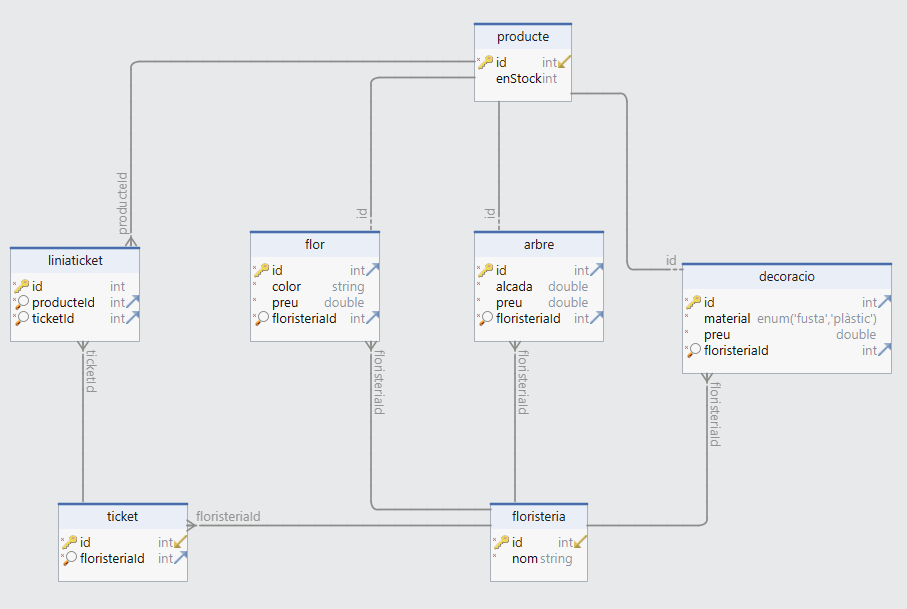 producte
id int
enStock int
producteId
id
id
id
liniaticket
id int
producteId int
ticketId int
flor
id int
color string
preu double
floristeriaId int
arbre
id int
alcada double
preu double
floristeriaId int
decoracio
id int
material enum('fusta','plàstic')
preu double
floristeriaId int
ticketId
floristeriaId
floristeriaId
floristeriaId
ticket
id int
floristeriaId int
floristeriaId
floristeria
id int
nom string